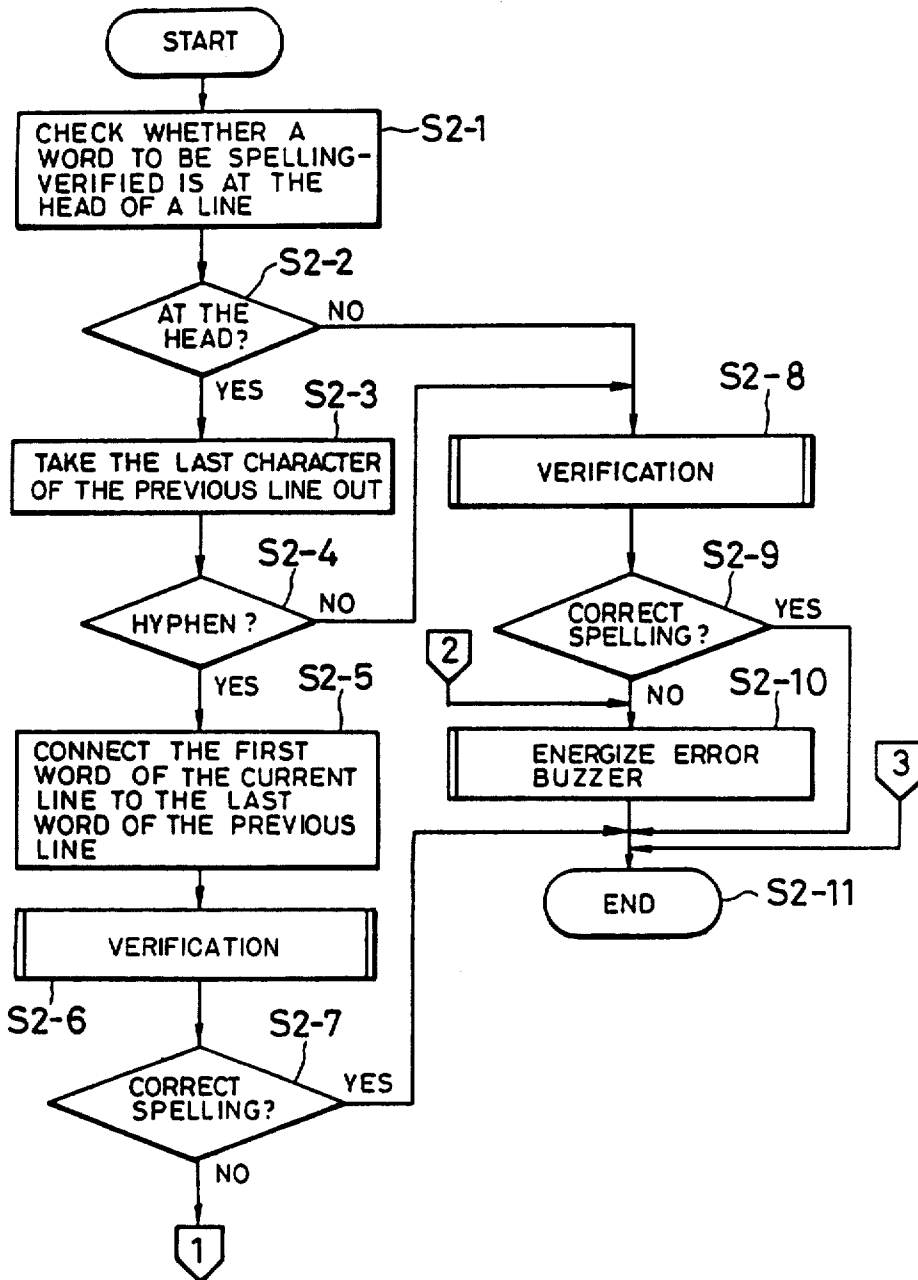 START
S2-1
CHECK WHETHER A
WORD TO BE SPELLING-
VERIFIED IS AT THE
HEAD OF A LINE
S2-2
AT THE
HEAD?
NO
YES
S2-3
TAKE THE LAST CHARACTER
OF THE PREVIOUS LINE OUT
S2-4
HYPHEN?
NO
YES
S2-5
CONNECT THE FIRST
WORD OF THE CURRENT
LINE TO THE LAST
WORD OF THE PREVIOUS
LINE
VERIFICATION
S2-6
S2-7
CORRECT
SPELLING?
YES
NO
1
S2-8
VERIFICATION
S2-9
CORRECT
SPELLING?
YES
2
NO
S2-10
ENERGIZE ERROR
BUZZER
3
END
S2-11